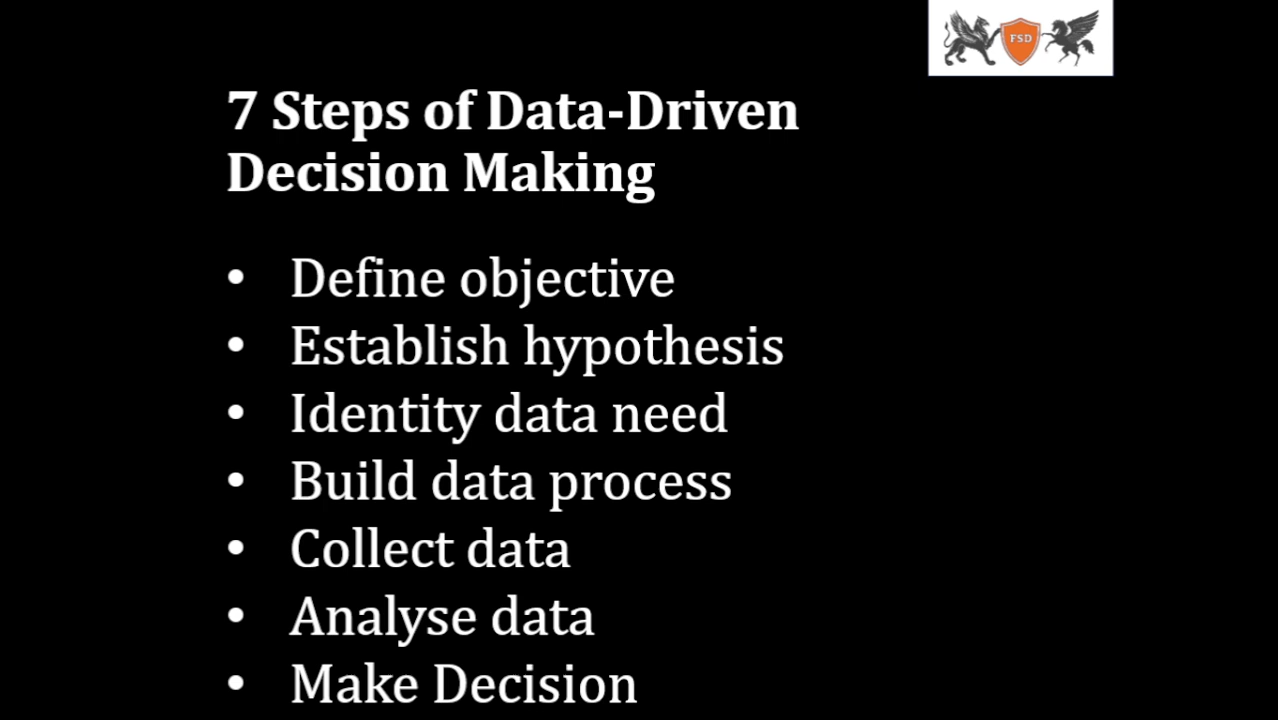 FSD
7 Steps of Data-Driven
Decision Making
• Define objective
• Establish hypothesis
• Identity data need
• Build data process
• Collect data
• Analyse data
• Make Decision